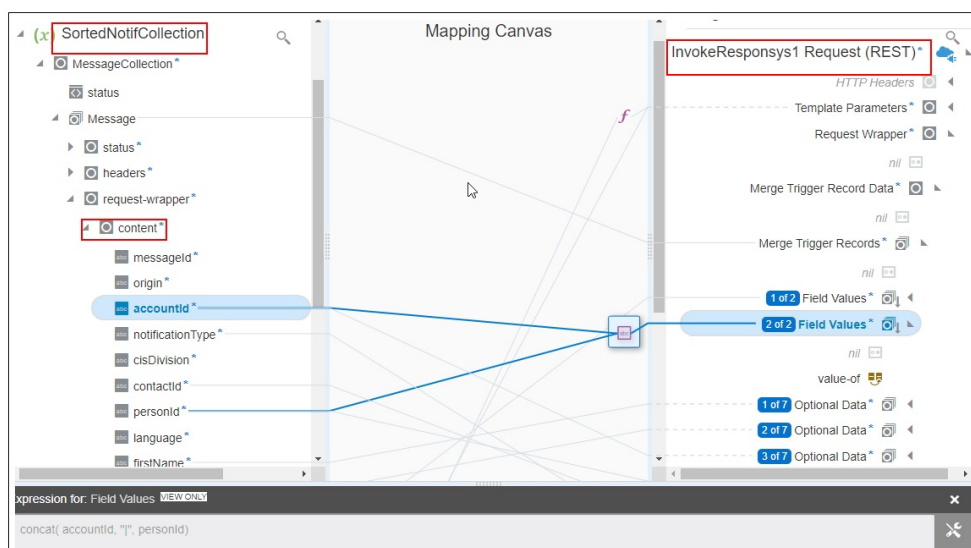 SortedNotifCollection
MessageCollection*
status
Message
status*
headers*
request-wrapper*
content*
messageId*
origin*
accountId*
notificationType*
cisDivision*
contactId*
personId*
language*
firstName*
Mapping Canvas
InvokeResponsys1 Request (REST)*
HTTP Headers
Template Parameters*
Request Wrapper*
nil
Merge Trigger Record Data*
nil
Merge Trigger Records*
nil
1 of 2 Field Values*
2 of 2 Field Values*
nil
value-of
1 of 7 Optional Data*
2 of 7 Optional Data*
3 of 7 Optional Data*
xpression for: Field Values VIEW ONLY
concat( accountId, "|", personId)